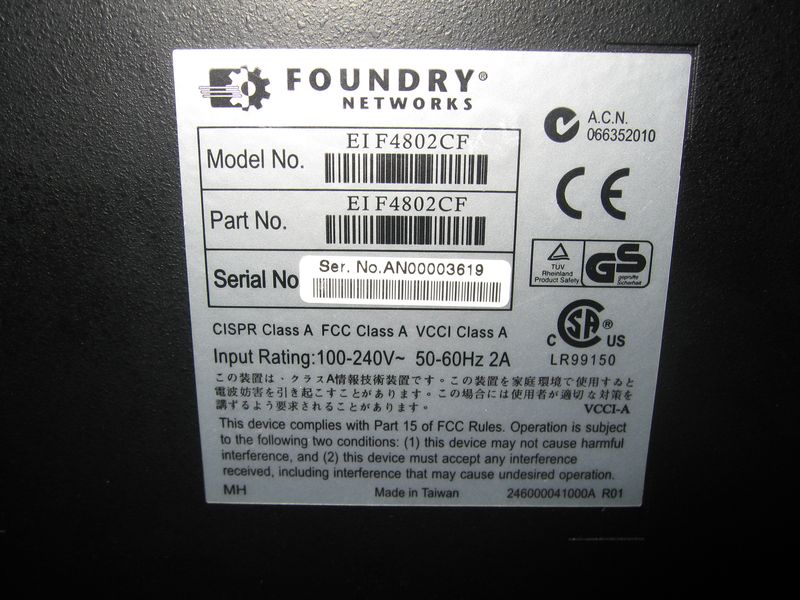 FOUNDRY®
NETWORKS
A.C.N.
066352010
Model No.
EIF4802CF
Part No.
EIF4802CF
Serial No
Ser. No.AN00003619
TUV
Rheinland
Product Safety
GS
geprüfte
Sicherheit
CISPR Class A FCC Class A VCCI Class A
C SA® US
LR99150
Input Rating:100-240V~ 50-60Hz 2A
この装置は・クラスA情報技術装置です。この装置を家庭環境で使用すゐと
電波妨害を引き起こすことがあります。この場合には使用者が適切な対策を
講ずるよう要求されることがあります。 VCCI-A
This device complies with Part 15 of FCC Rules. Operation is subject
to the following two conditions: (1) this device may not cause harmful
interference, and (2) this device must accept any interference
received, including interference that may cause undesired operation.
MH Made in Taiwan 246000041000A R01